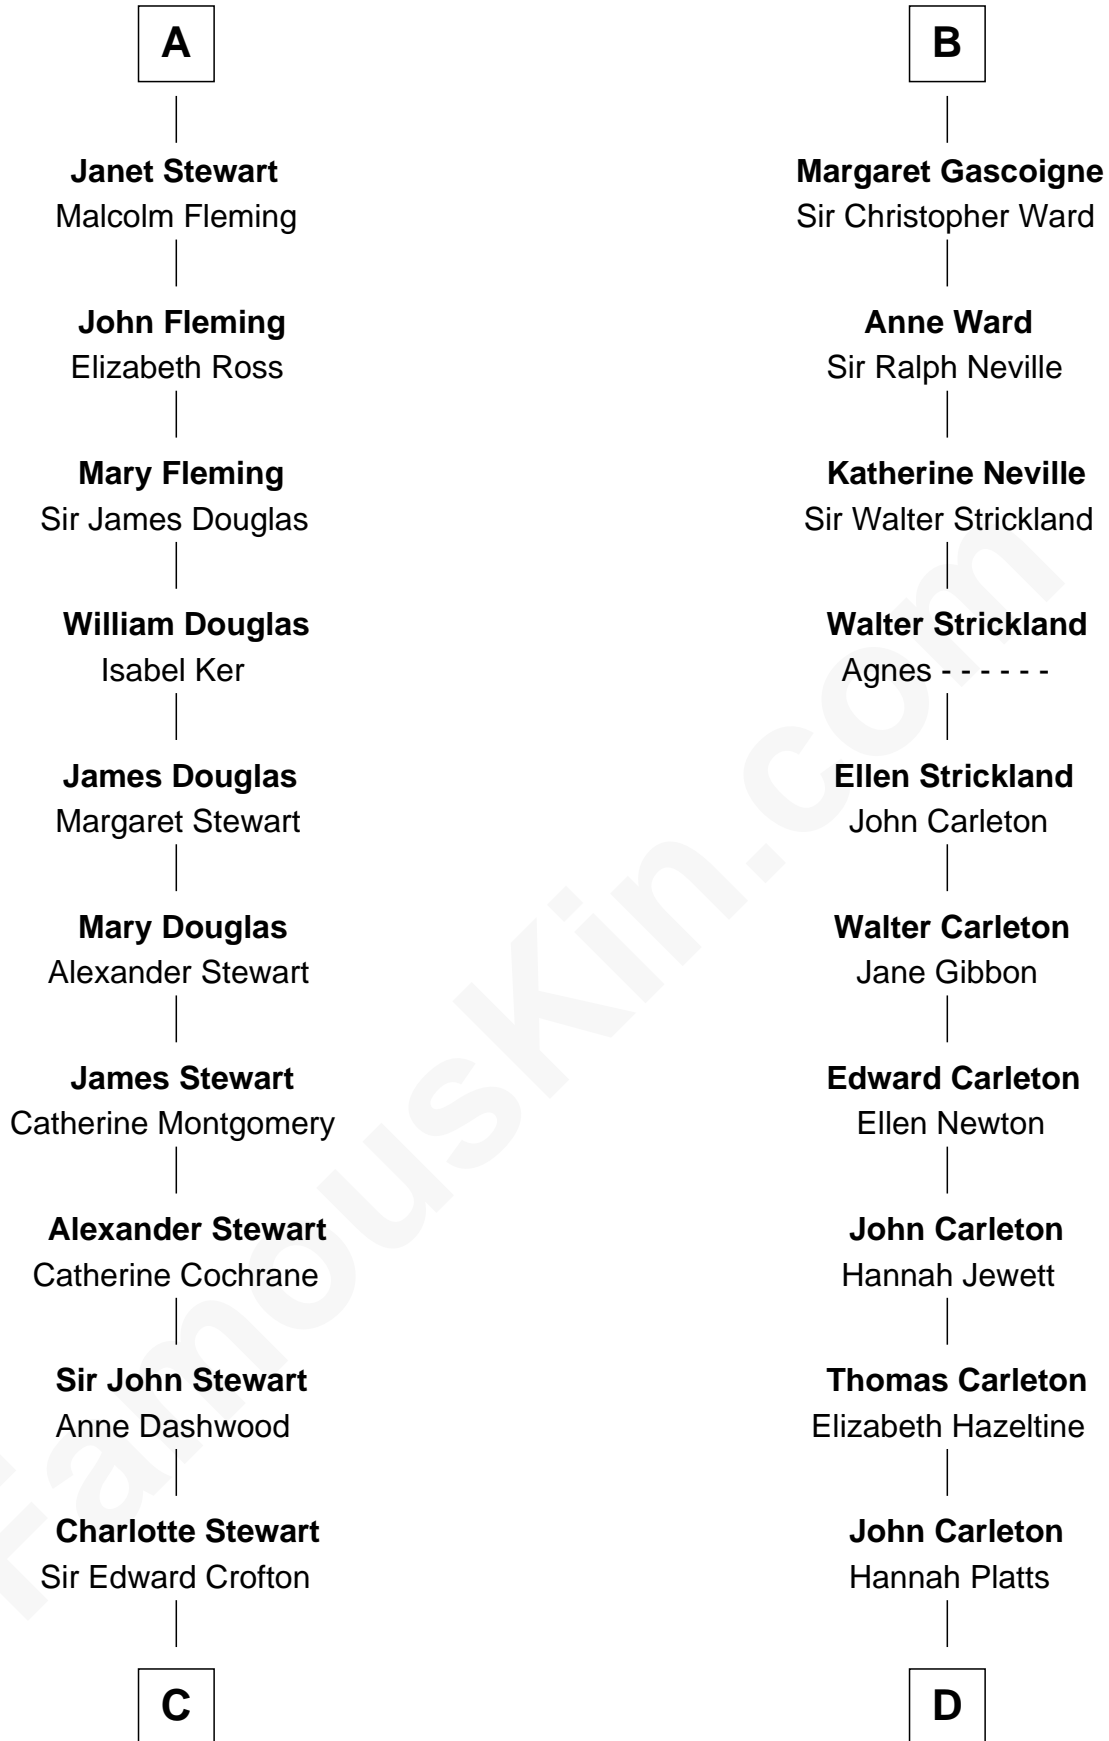 A
Janet Stewart
Malcolm Fleming
John Fleming
Elizabeth Ross
Mary Fleming
Sir James Douglas
William Douglas
Isabel Ker
James Douglas
Margaret Stewart
Mary Douglas
Alexander Stewart
James Stewart
Catherine Montgomery
Alexander Stewart
Catherine Cochrane
Sir John Stewart
Anne Dashwood
Charlotte Stewart
Sir Edward Crofton
C
B
Margaret Gascoigne
Sir Christopher Ward
Anne Ward
Sir Ralph Neville
Katherine Neville
Sir Walter Strickland
Walter Strickland
Agnes - - - - - -
Ellen Strickland
John Carleton
Walter Carleton
Jane Gibbon
Edward Carleton
Ellen Newton
John Carleton
Hannah Jewett
Thomas Carleton
Elizabeth Hazeltine
John Carleton
Hannah Platts
D
FamousKin.com